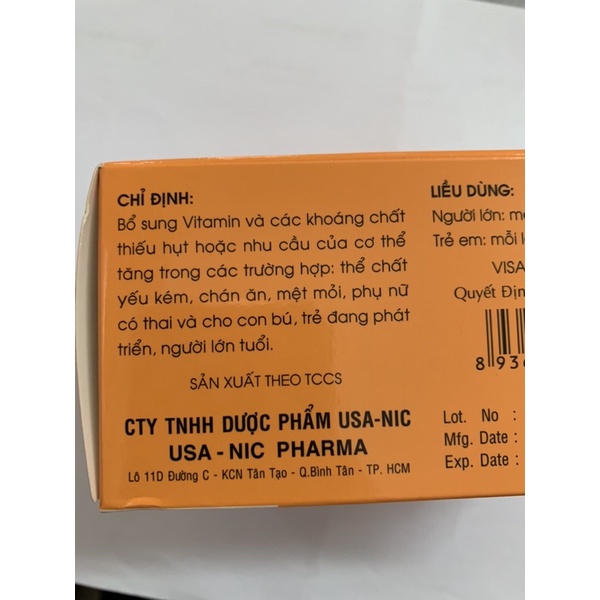 CHỈ ĐỊNH:
Bổ sung Vitamin và các khoáng chất
thiếu hụt hoặc nhu cầu của cơ thể
tăng trong các trường hợp: thể chất
yếu kém, chán ăn, mệt mỏi, phụ nữ
có thai và cho con bú, trẻ đang phát
triển, người lớn tuổi.
SẢN XUẤT THEO TCCS
CTY TNHH DƯỢC PHẨM USA-NIC
USA - NIC PHARMA
Lô 11D Đường C - KCN Tân Tạo - Q.Bình Tân - TP. HCM
LIỀU DÙNG:
Người lớn:
Trẻ em: mỗi
VISA
Quyết
8 93
Lot. No :
Mfg. Date :
Exp. Date :